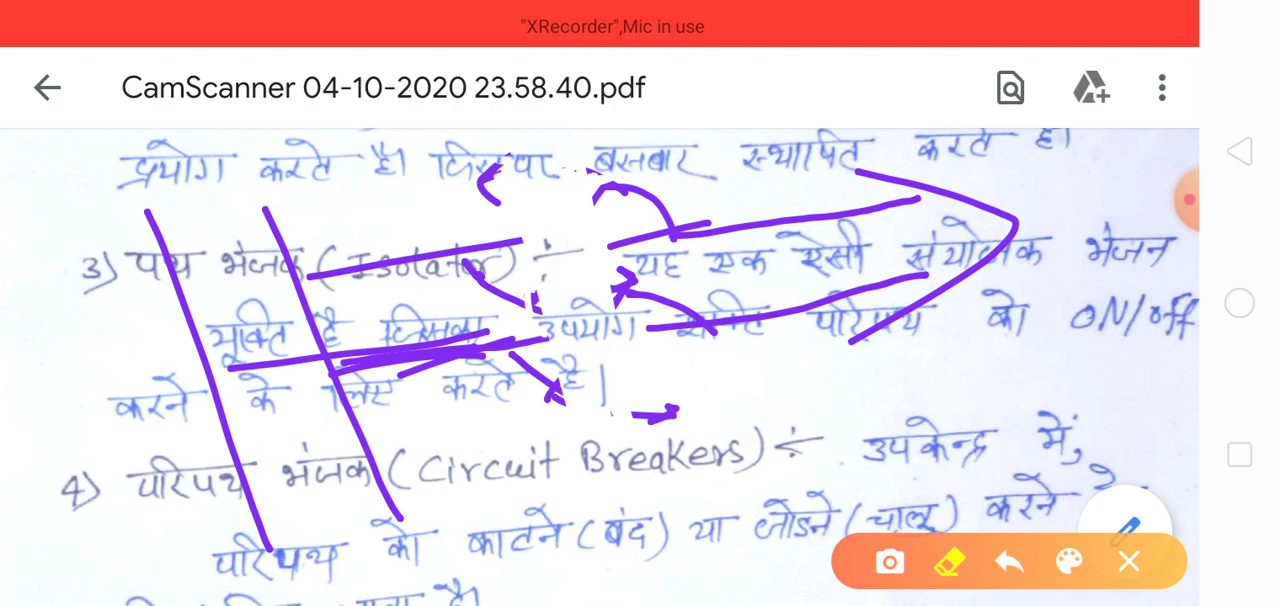 "XRecorder",Mic in use
CamScanner 04-10-2020 23.58.40.pdf
प्रयोग करते है। जिसपर बसबार स्थापित करते है।
3) पथ भंजक (Isolator) ÷ यह एक ऐसी संयोजक भंजन
युक्ति है जिसका उपयोग परिपथ को ON/off
करने के लिए करते है।
4) परिपथ भंजक (Circuit Breakers) ÷ उपकेन्द्र में,
परिपथ को काटने (बंद) या जोडने (चालू) करने
है।